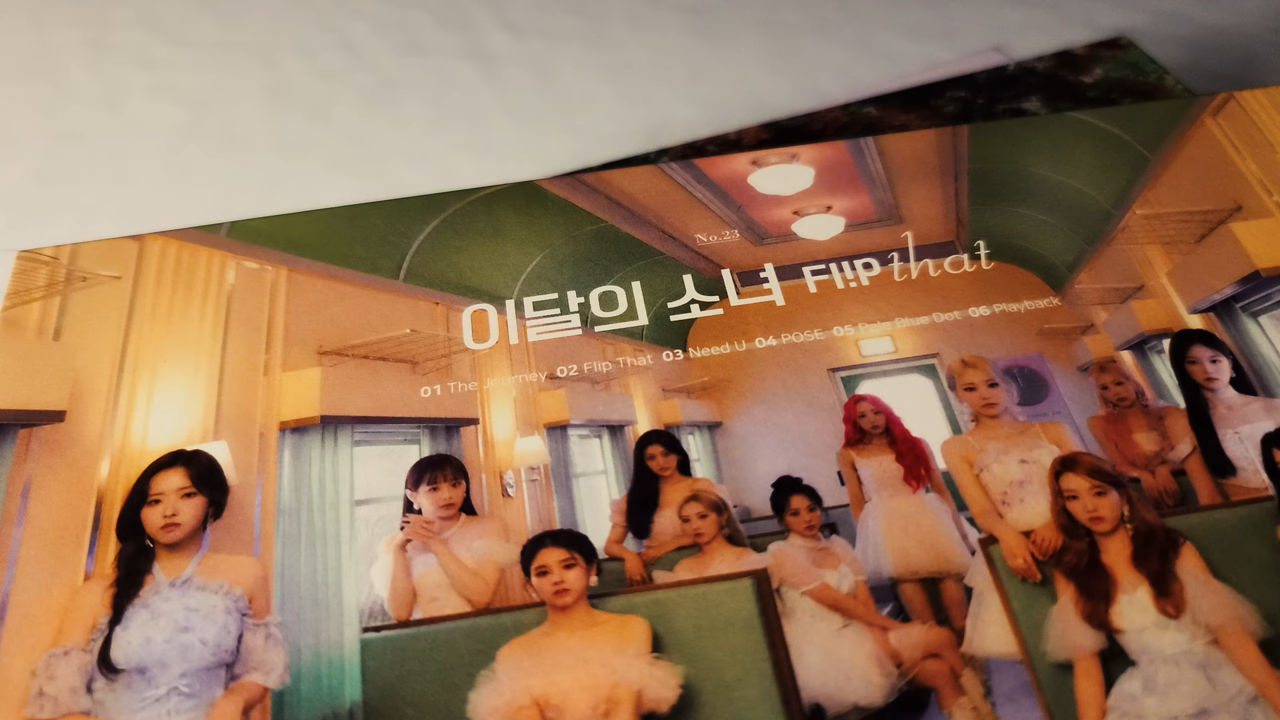 No.23
이달의 소녀 FL!P that
01 The Journey 02 Flip That 03 Need U 04 POSE 05 Pale Blue Dot 06 Playback